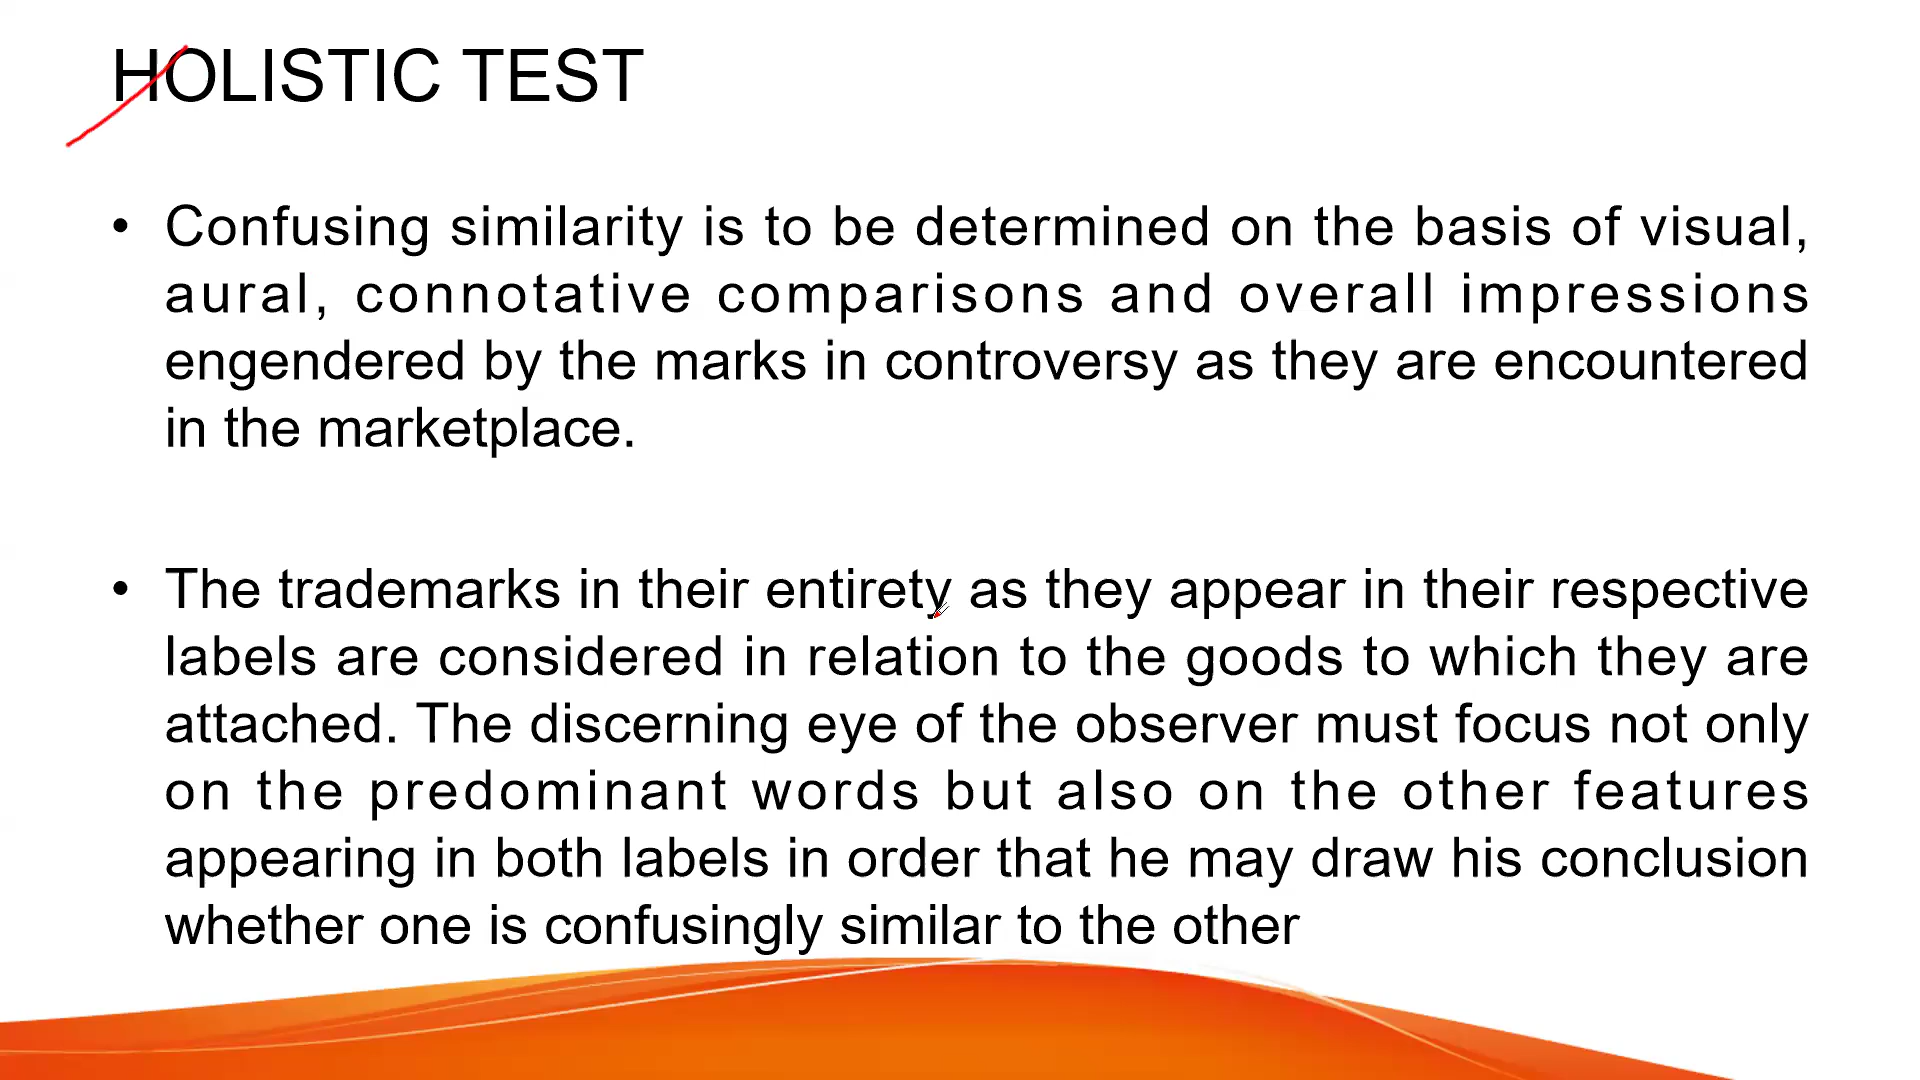 HOLISTIC TEST
• Confusing similarity is to be determined on the basis of visual,
aural, connotative comparisons and overall impressions
engendered by the marks in controversy as they are encountered
in the marketplace.
• The trademarks in their entirety as they appear in their respective
labels are considered in relation to the goods to which they are
attached. The discerning eye of the observer must focus not only
on the predominant words but also on the other features
appearing in both labels in order that he may draw his conclusion
whether one is confusingly similar to the other